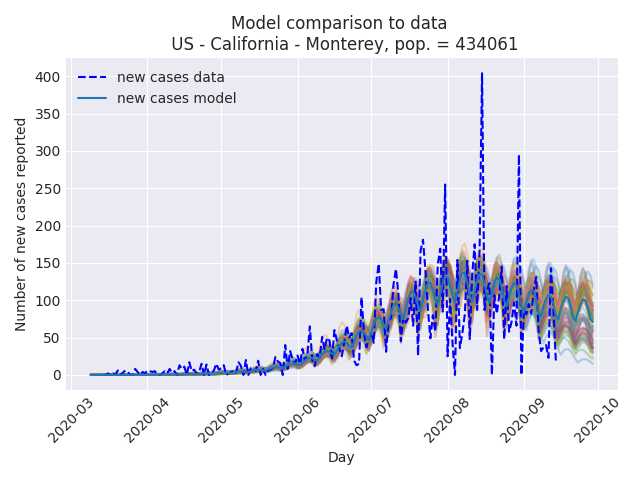 Model comparison to data
US - California - Monterey, pop. = 434061
new cases data
new cases model
Number of new cases reported
400
350
300
250
200
150
100
50
0
2020-03
2020-04
2020-05
2020-06
2020-07
2020-08
2020-09
2020-10
Day